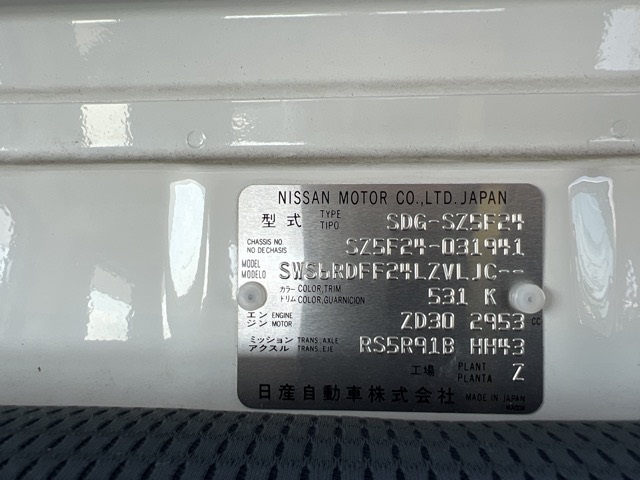 NISSAN MOTOR CO.,LTD. JAPAN
型式 TYPE TIPO SDG-SZ5F24
CHASSIS NO. NO DE CHASIS SZ5F24-031941
MODEL MODELO SWS6RDFF24LZVLJC--
カラー COLOR,TRIM トリム COLOR,GUARNICION 531 K
エンジン ENGINE MOTOR ZD30 2953 CC
ミッション TRANS. AXLE アクスル TRANS. EJE RS5R91B HH43
工場 PLANT PLANTA Z
日産自動車株式会社 MADE IN JAPAN